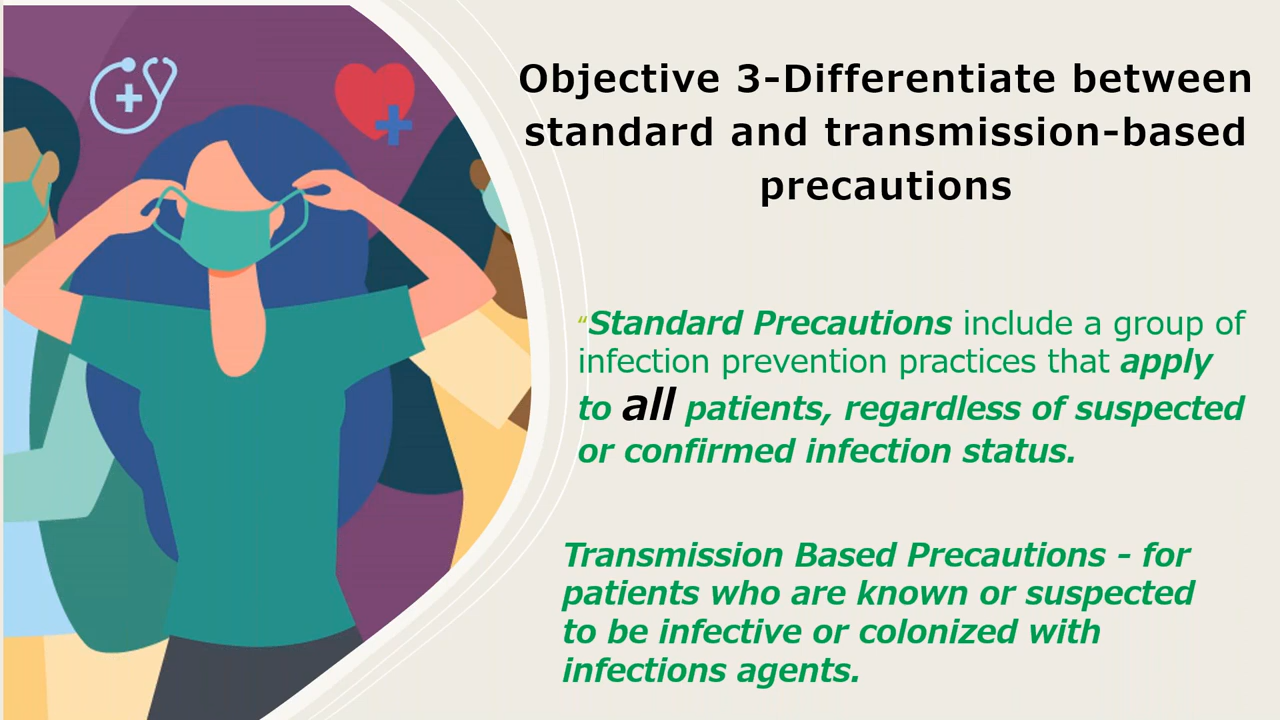 Objective 3-Differentiate between
standard and transmission-based
precautions
“Standard Precautions include a group of
infection prevention practices that apply
to all patients, regardless of suspected
or confirmed infection status.
Transmission Based Precautions - for
patients who are known or suspected
to be infective or colonized with
infections agents.